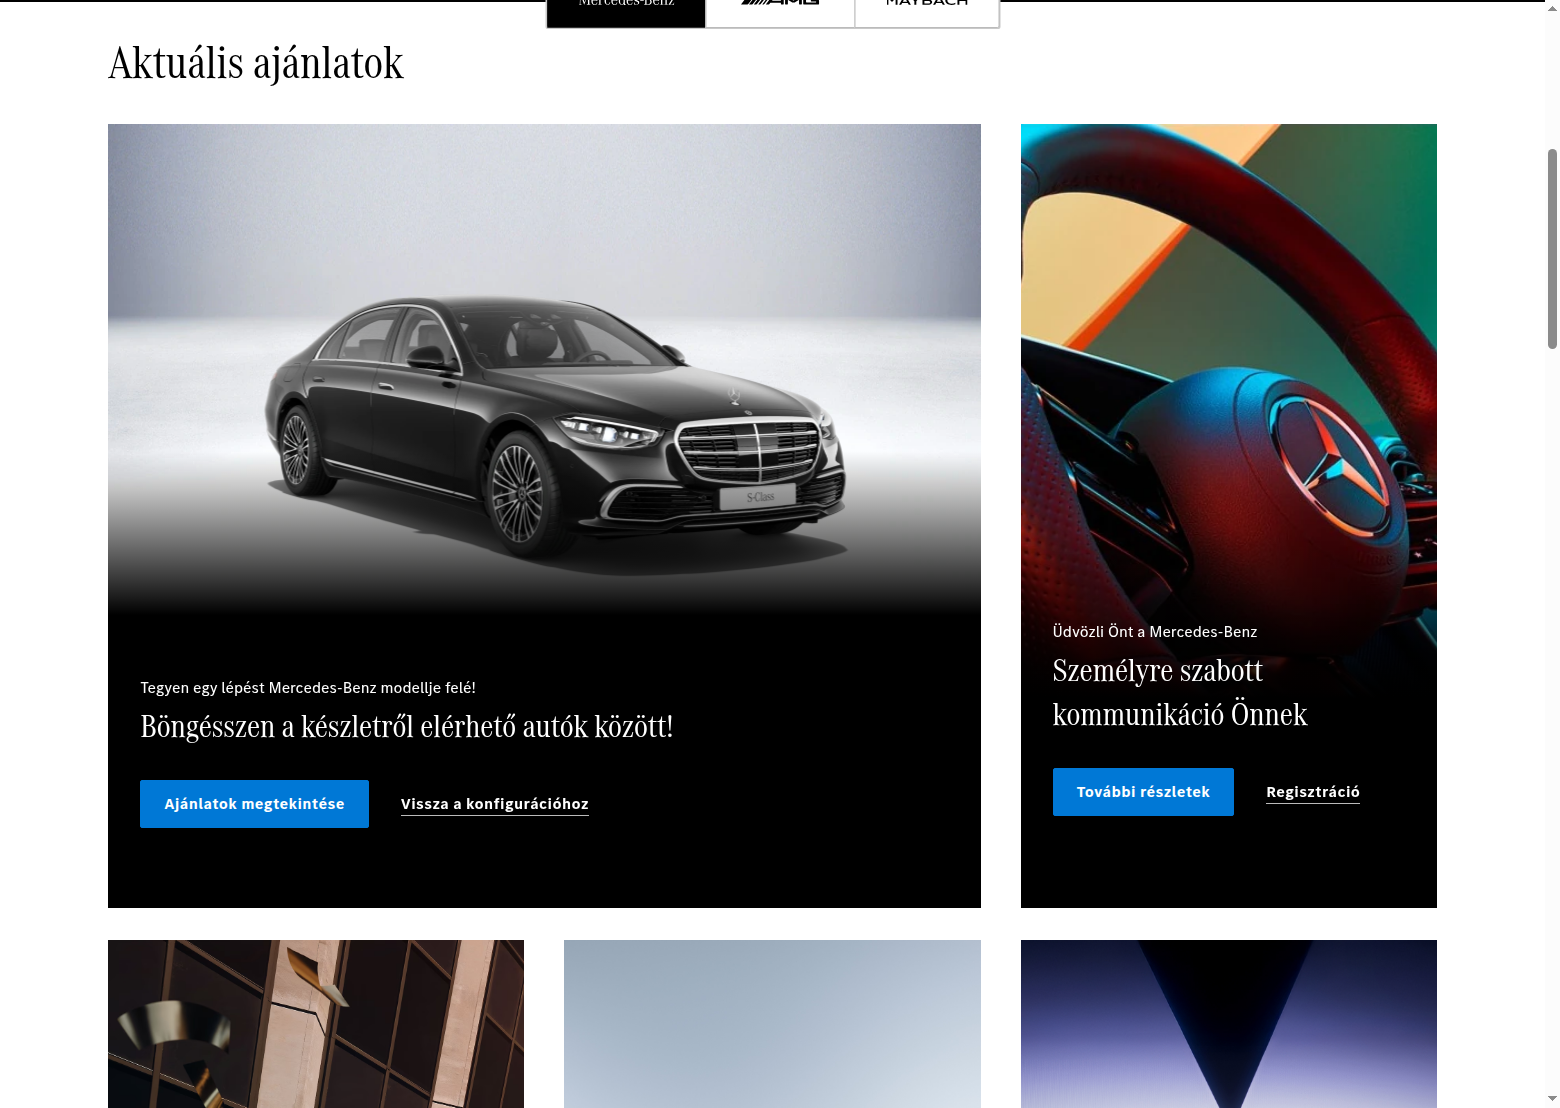 Mercedes-Benz
AMG
MAYBACH
Aktuális ajánlatok
S-Class
Tegyen egy lépést Mercedes-Benz modellje felé!
Böngésszen a készletről elérhető autók között!
Ajánlatok megtekintése
Vissza a konfigurációhoz
Üdvözli Önt a Mercedes-Benz
Személyre szabott
kommunikáció Önnek
További részletek
Regisztráció